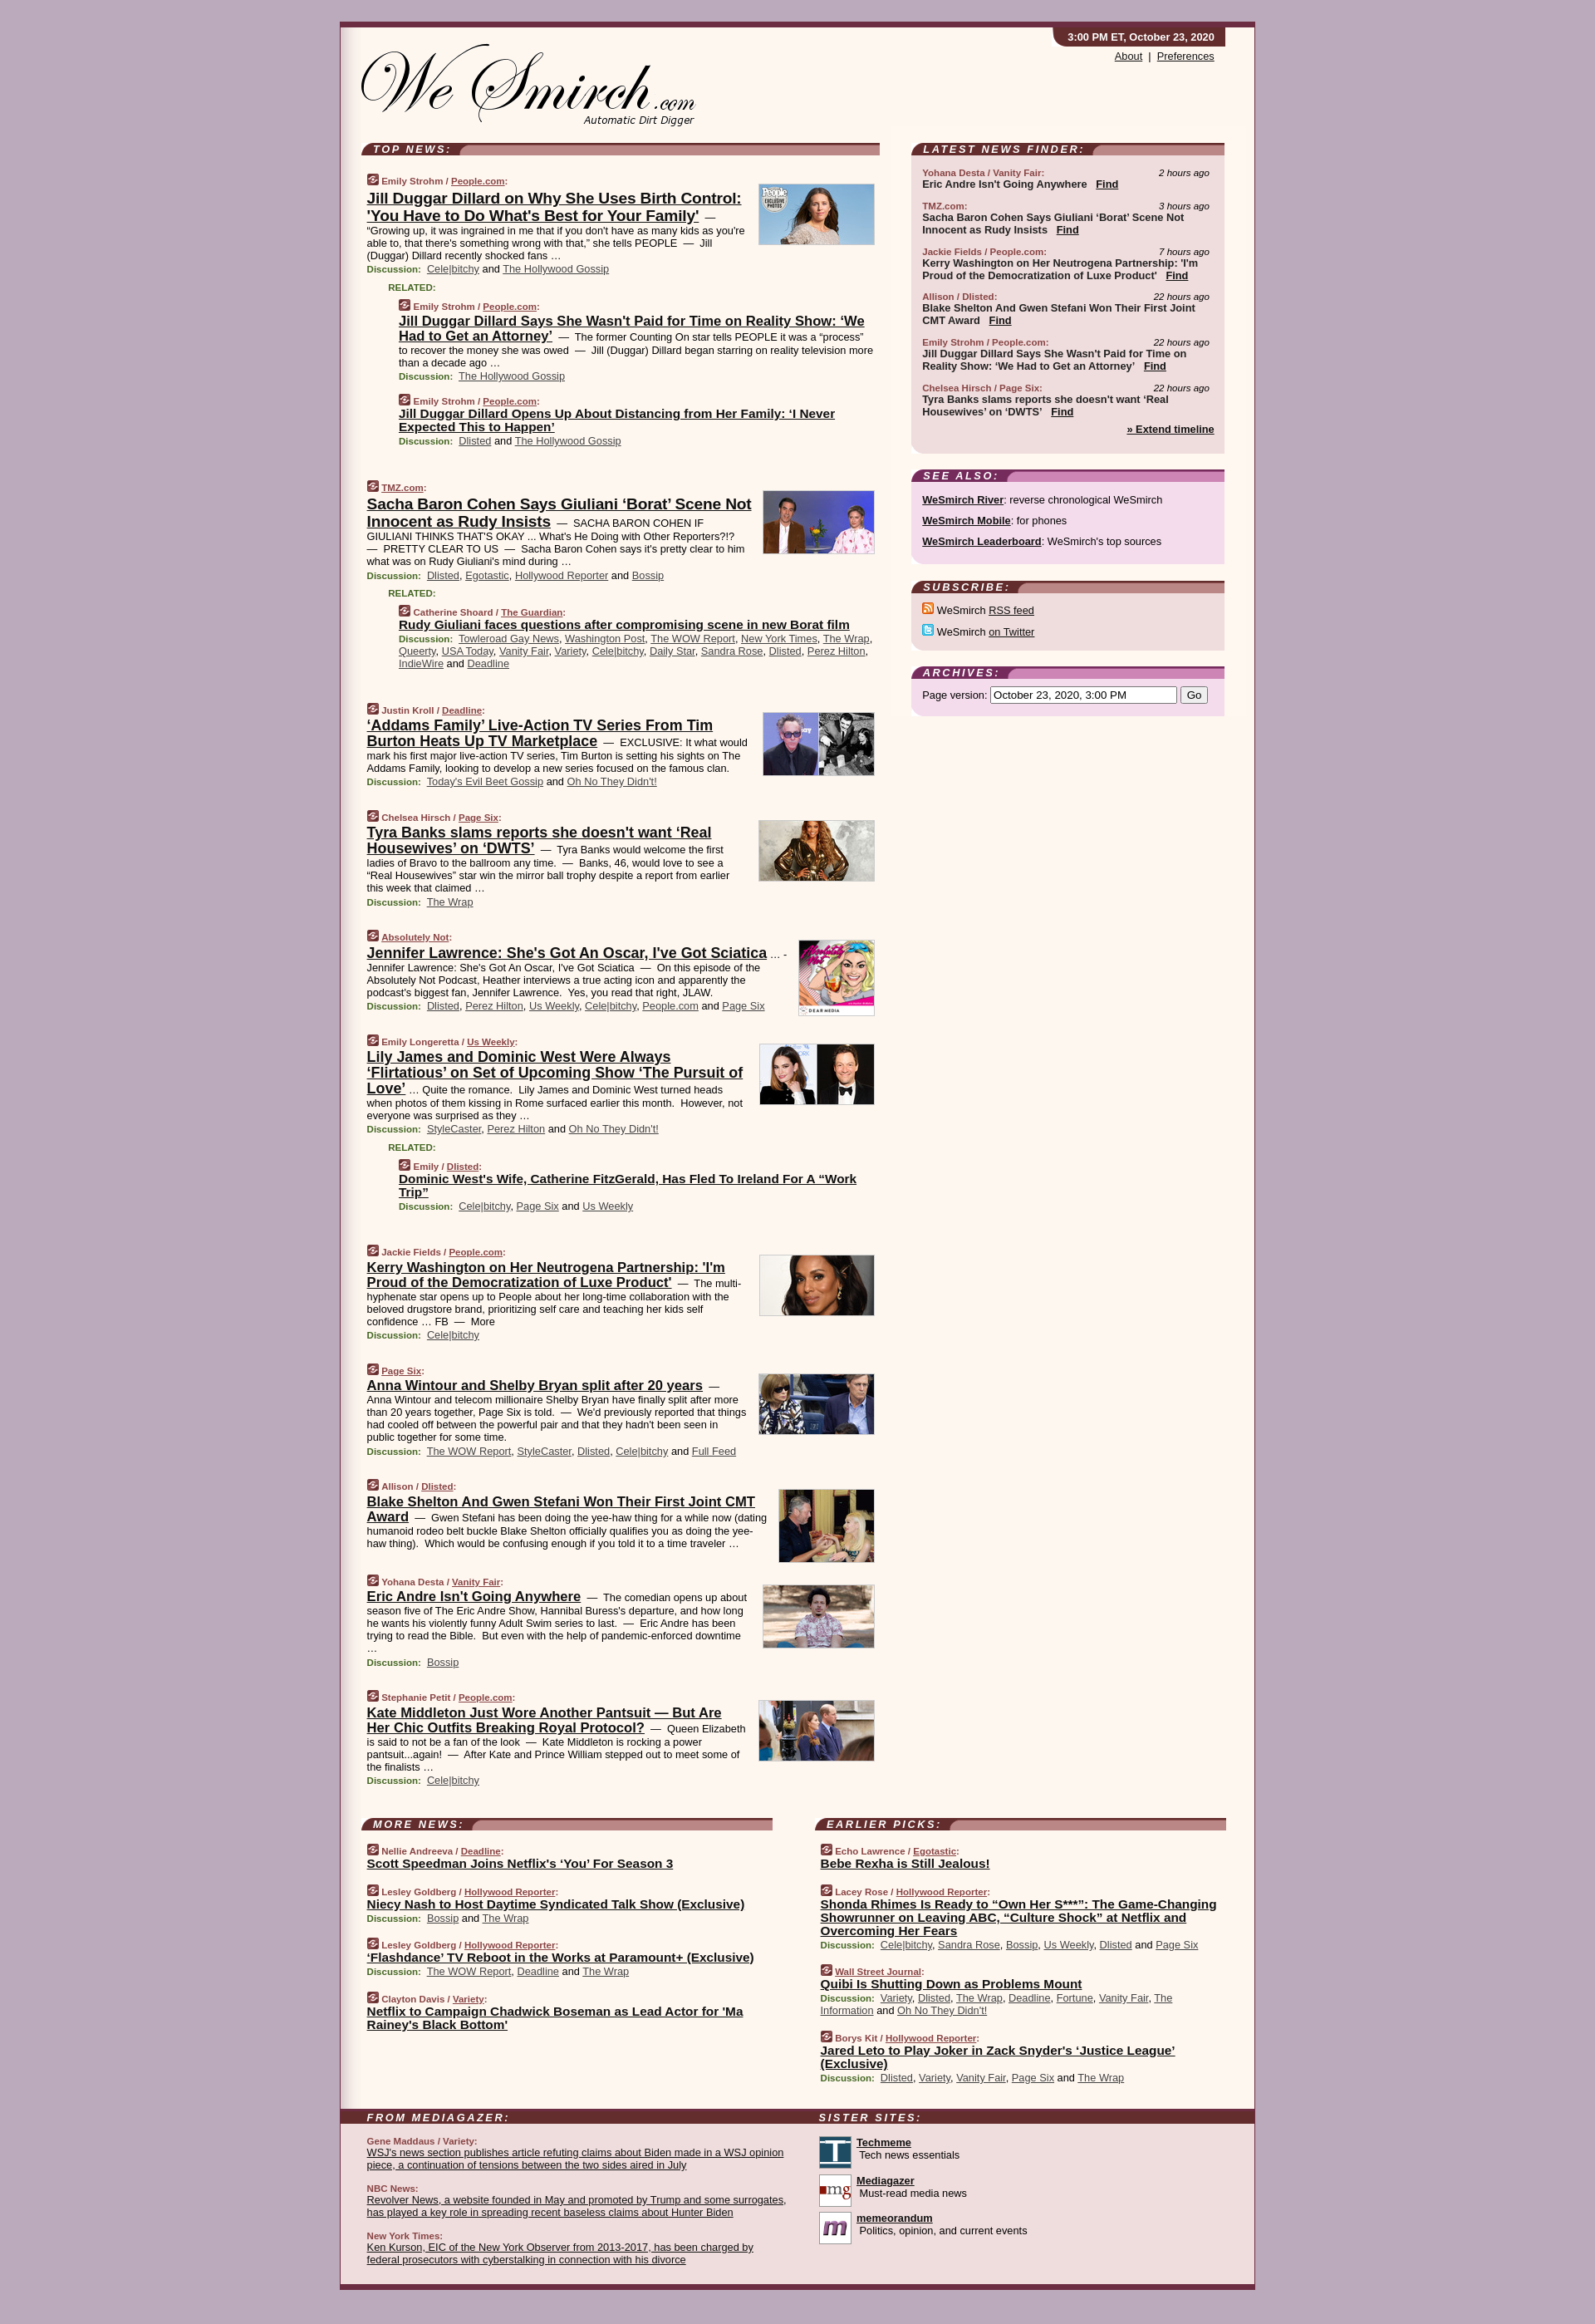 3:00 PM ET, October 23, 2020
About | Preferences
We Smirch.com
Automatic Dirt Digger
TOP NEWS:
Emily Strohm / People.com:
Jill Duggar Dillard on Why She Uses Birth Control:
'You Have to Do What's Best for Your Family' —
“Growing up, it was ingrained in me that if you don't have as many kids as you're
able to, that there's something wrong with that,” she tells PEOPLE — Jill
(Duggar) Dillard recently shocked fans …
Discussion: Cele|bitchy and The Hollywood Gossip
People
EXCLUSIVE PHOTOS
RELATED:
Emily Strohm / People.com:
Jill Duggar Dillard Says She Wasn't Paid for Time on Reality Show: ‘We
Had to Get an Attorney’ — The former Counting On star tells PEOPLE it was a “process”
to recover the money she was owed — Jill (Duggar) Dillard began starring on reality television more
than a decade ago …
Discussion: The Hollywood Gossip
Emily Strohm / People.com:
Jill Duggar Dillard Opens Up About Distancing from Her Family: ‘I Never
Expected This to Happen’
Discussion: Dlisted and The Hollywood Gossip
TMZ.com:
Sacha Baron Cohen Says Giuliani ‘Borat’ Scene Not
Innocent as Rudy Insists — SACHA BARON COHEN IF
GIULIANI THINKS THAT'S OKAY ... What's He Doing with Other Reporters?!?
— PRETTY CLEAR TO US — Sacha Baron Cohen says it's pretty clear to him
what was on Rudy Giuliani's mind during …
Discussion: Dlisted, Egotastic, Hollywood Reporter and Bossip
RELATED:
Catherine Shoard / The Guardian:
Rudy Giuliani faces questions after compromising scene in new Borat film
Discussion: Towleroad Gay News, Washington Post, The WOW Report, New York Times, The Wrap,
Queerty, USA Today, Vanity Fair, Variety, Cele|bitchy, Daily Star, Sandra Rose, Dlisted, Perez Hilton,
IndieWire and Deadline
Justin Kroll / Deadline:
‘Addams Family’ Live-Action TV Series From Tim
Burton Heats Up TV Marketplace — EXCLUSIVE: It what would
mark his first major live-action TV series, Tim Burton is setting his sights on The
Addams Family, looking to develop a new series focused on the famous clan.
Discussion: Today's Evil Beet Gossip and Oh No They Didn't!
Chelsea Hirsch / Page Six:
Tyra Banks slams reports she doesn't want ‘Real
Housewives’ on ‘DWTS’ — Tyra Banks would welcome the first
ladies of Bravo to the ballroom any time. — Banks, 46, would love to see a
“Real Housewives” star win the mirror ball trophy despite a report from earlier
this week that claimed …
Discussion: The Wrap
Absolutely Not:
Jennifer Lawrence: She's Got An Oscar, I've Got Sciatica … -
Jennifer Lawrence: She's Got An Oscar, I've Got Sciatica — On this episode of the
Absolutely Not Podcast, Heather interviews a true acting icon and apparently the
podcast's biggest fan, Jennifer Lawrence. Yes, you read that right, JLAW.
Discussion: Dlisted, Perez Hilton, Us Weekly, Cele|bitchy, People.com and Page Six
Absolutely Not
DEAR MEDIA
Emily Longeretta / Us Weekly:
Lily James and Dominic West Were Always
‘Flirtatious’ on Set of Upcoming Show ‘The Pursuit of
Love’ … Quite the romance. Lily James and Dominic West turned heads
when photos of them kissing in Rome surfaced earlier this month. However, not
everyone was surprised as they …
Discussion: StyleCaster, Perez Hilton and Oh No They Didn't!
RELATED:
Emily / Dlisted:
Dominic West's Wife, Catherine FitzGerald, Has Fled To Ireland For A “Work
Trip”
Discussion: Cele|bitchy, Page Six and Us Weekly
Jackie Fields / People.com:
Kerry Washington on Her Neutrogena Partnership: 'I'm
Proud of the Democratization of Luxe Product' — The multi-
hyphenate star opens up to People about her long-time collaboration with the
beloved drugstore brand, prioritizing self care and teaching her kids self
confidence … FB — More
Discussion: Cele|bitchy
Page Six:
Anna Wintour and Shelby Bryan split after 20 years —
Anna Wintour and telecom millionaire Shelby Bryan have finally split after more
than 20 years together, Page Six is told. — We'd previously reported that things
had cooled off between the powerful pair and that they hadn't been seen in
public together for some time.
Discussion: The WOW Report, StyleCaster, Dlisted, Cele|bitchy and Full Feed
Allison / Dlisted:
Blake Shelton And Gwen Stefani Won Their First Joint CMT
Award — Gwen Stefani has been doing the yee-haw thing for a while now (dating
humanoid rodeo belt buckle Blake Shelton officially qualifies you as doing the yee-
haw thing). Which would be confusing enough if you told it to a time traveler …
Yohana Desta / Vanity Fair:
Eric Andre Isn't Going Anywhere — The comedian opens up about
season five of The Eric Andre Show, Hannibal Buress's departure, and how long
he wants his violently funny Adult Swim series to last. — Eric Andre has been
trying to read the Bible. But even with the help of pandemic-enforced downtime
…
Discussion: Bossip
Stephanie Petit / People.com:
Kate Middleton Just Wore Another Pantsuit — But Are
Her Chic Outfits Breaking Royal Protocol? — Queen Elizabeth
is said to not be a fan of the look — Kate Middleton is rocking a power
pantsuit...again! — After Kate and Prince William stepped out to meet some of
the finalists …
Discussion: Cele|bitchy
LATEST NEWS FINDER:
Yohana Desta / Vanity Fair: 2 hours ago
Eric Andre Isn't Going Anywhere Find
TMZ.com: 3 hours ago
Sacha Baron Cohen Says Giuliani ‘Borat’ Scene Not
Innocent as Rudy Insists Find
Jackie Fields / People.com: 7 hours ago
Kerry Washington on Her Neutrogena Partnership: 'I'm
Proud of the Democratization of Luxe Product' Find
Allison / Dlisted: 22 hours ago
Blake Shelton And Gwen Stefani Won Their First Joint
CMT Award Find
Emily Strohm / People.com: 22 hours ago
Jill Duggar Dillard Says She Wasn't Paid for Time on
Reality Show: ‘We Had to Get an Attorney’ Find
Chelsea Hirsch / Page Six: 22 hours ago
Tyra Banks slams reports she doesn't want ‘Real
Housewives’ on ‘DWTS’ Find
» Extend timeline
SEE ALSO:
WeSmirch River: reverse chronological WeSmirch
WeSmirch Mobile: for phones
WeSmirch Leaderboard: WeSmirch's top sources
SUBSCRIBE:
WeSmirch RSS feed
WeSmirch on Twitter
ARCHIVES:
Page version: October 23, 2020, 3:00 PM Go
MORE NEWS:
Nellie Andreeva / Deadline:
Scott Speedman Joins Netflix's ‘You’ For Season 3
Lesley Goldberg / Hollywood Reporter:
Niecy Nash to Host Daytime Syndicated Talk Show (Exclusive)
Discussion: Bossip and The Wrap
Lesley Goldberg / Hollywood Reporter:
‘Flashdance’ TV Reboot in the Works at Paramount+ (Exclusive)
Discussion: The WOW Report, Deadline and The Wrap
Clayton Davis / Variety:
Netflix to Campaign Chadwick Boseman as Lead Actor for 'Ma
Rainey's Black Bottom'
EARLIER PICKS:
Echo Lawrence / Egotastic:
Bebe Rexha is Still Jealous!
Lacey Rose / Hollywood Reporter:
Shonda Rhimes Is Ready to “Own Her S***”: The Game-Changing
Showrunner on Leaving ABC, “Culture Shock” at Netflix and
Overcoming Her Fears
Discussion: Cele|bitchy, Sandra Rose, Bossip, Us Weekly, Dlisted and Page Six
Wall Street Journal:
Quibi Is Shutting Down as Problems Mount
Discussion: Variety, Dlisted, The Wrap, Deadline, Fortune, Vanity Fair, The
Information and Oh No They Didn't!
Borys Kit / Hollywood Reporter:
Jared Leto to Play Joker in Zack Snyder's ‘Justice League’
(Exclusive)
Discussion: Dlisted, Variety, Vanity Fair, Page Six and The Wrap
FROM MEDIAGAZER:
Gene Maddaus / Variety:
WSJ's news section publishes article refuting claims about Biden made in a WSJ opinion
piece, a continuation of tensions between the two sides aired in July
NBC News:
Revolver News, a website founded in May and promoted by Trump and some surrogates,
has played a key role in spreading recent baseless claims about Hunter Biden
New York Times:
Ken Kurson, EIC of the New York Observer from 2013-2017, has been charged by
federal prosecutors with cyberstalking in connection with his divorce
SISTER SITES:
T
Techmeme
Tech news essentials
mg
Mediagazer
Must-read media news
m
memeorandum
Politics, opinion, and current events